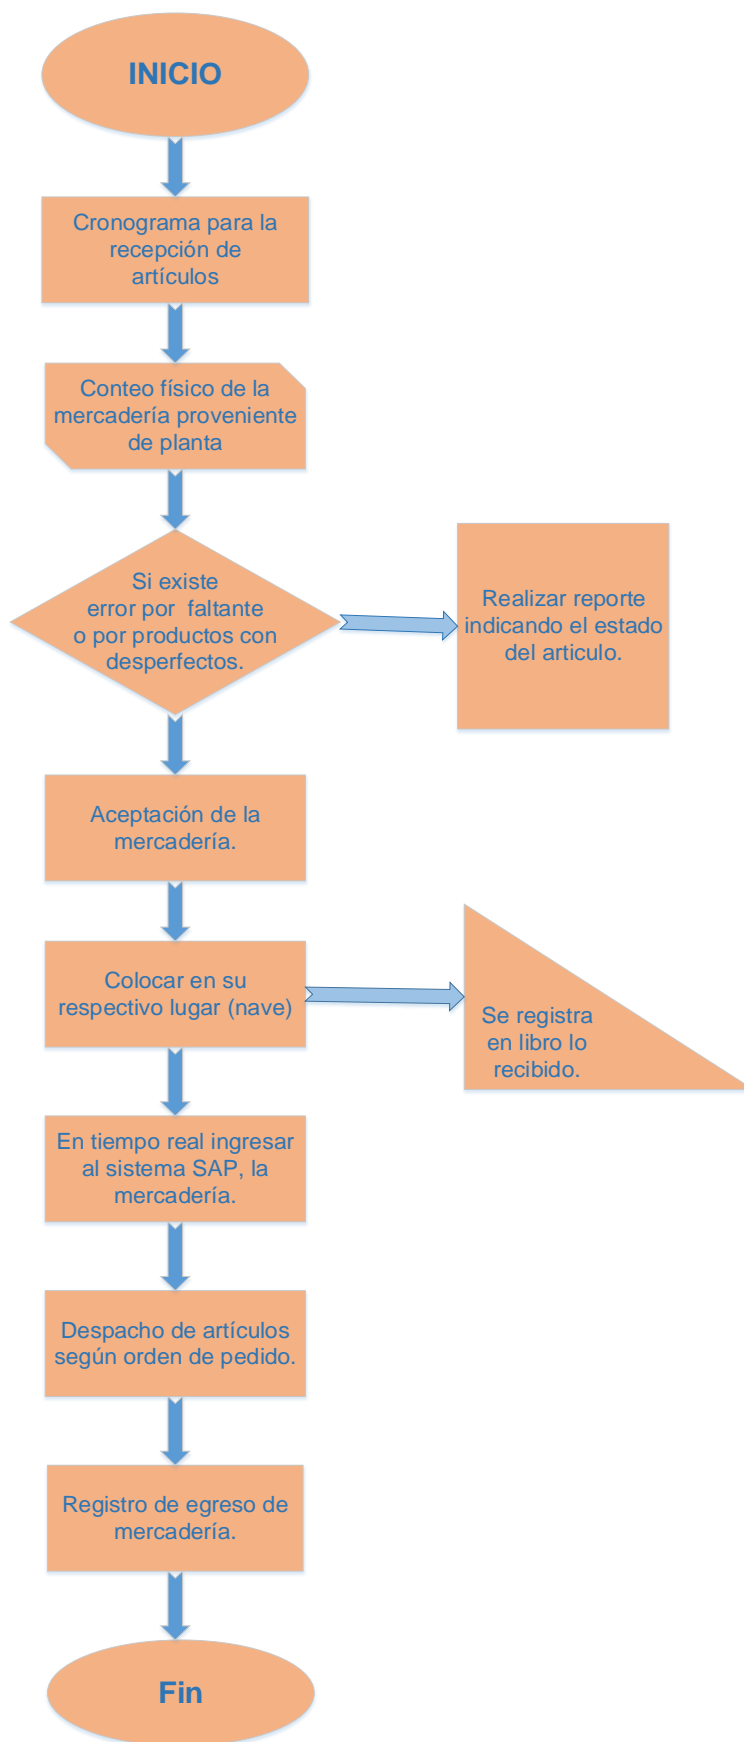 INICIO
Cronograma para la
recepción de
artículos
Conteo físico de la
mercadería proveniente
de planta
Si existe
error por  faltante
o por productos con
desperfectos.
Realizar reporte
indicando el estado
del articulo.
Aceptación de la
mercadería.
Colocar en su
respectivo lugar (nave)
Se registra
en libro lo
recibido.
En tiempo real ingresar
al sistema SAP, la
mercadería.
Despacho de artículos
según orden de pedido.
Registro de egreso de
mercadería.
Fin